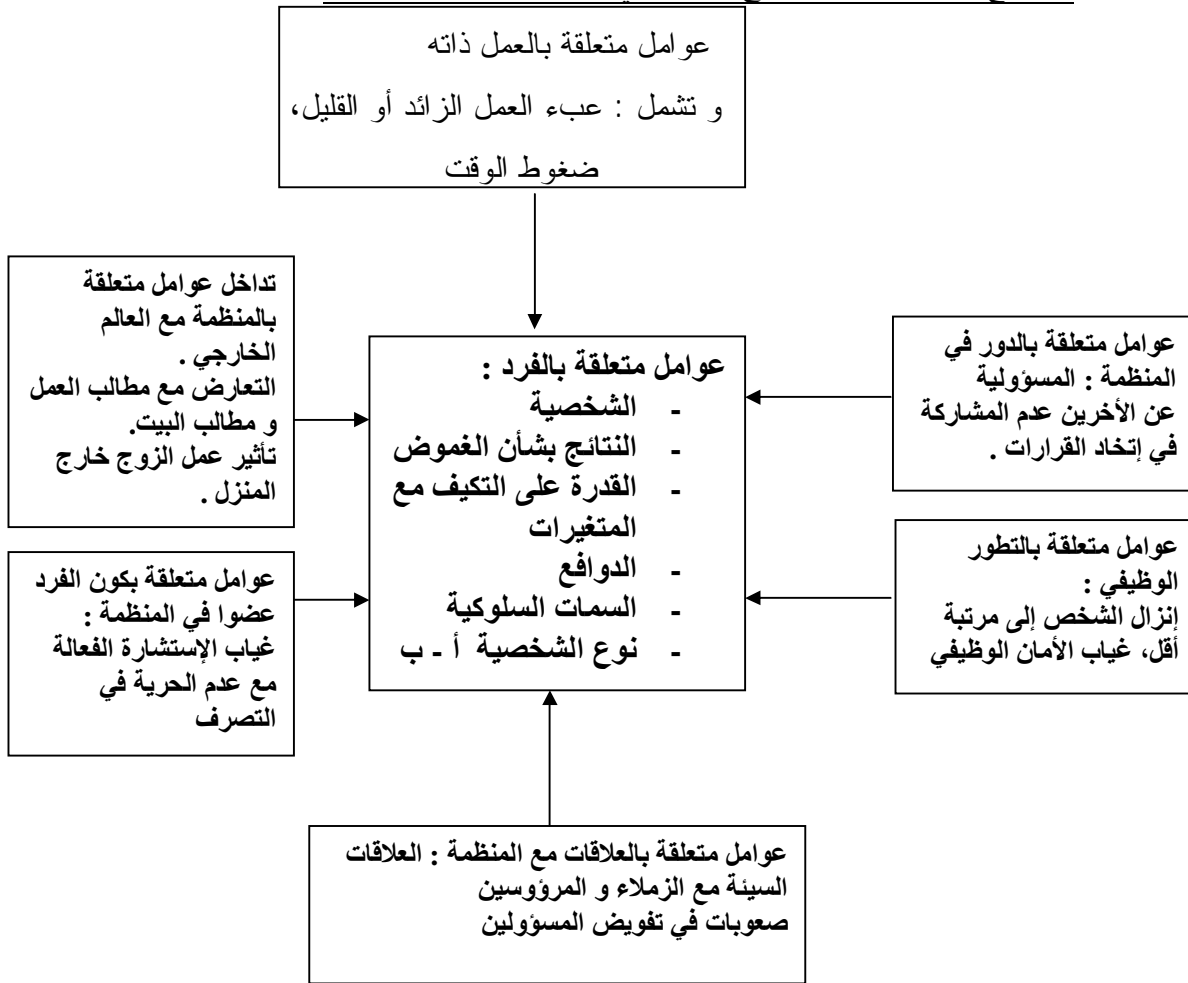 عوامل متعلقة بالعمل ذاته
و تشمل : عبء العمل الزائد أو القليل،
ضغوط الوقت
عوامل متعلقة بالدور في
المنظمة : المسؤولية
عن الأخرين عدم المشاركة
في إتخاد القرارات .
عوامل متعلقة بالفرد :
- الشخصية
- النتائج بشأن الغموض
- القدرة على التكيف مع
المتغيرات
- الدوافع
- السمات السلوكية
- نوع الشخصية أ - ب
تداخل عوامل متعلقة
بالمنظمة مع العالم
الخارجي .
التعارض مع مطالب العمل
و مطالب البيت.
تأثير عمل الزوج خارج
المنزل .
عوامل متعلقة بالتطور
الوظيفي :
إنزال الشخص إلى مرتبة
أقل، غياب الأمان الوظيفي
عوامل متعلقة بكون الفرد
عضوا في المنظمة :
غياب الإستشارة الفعالة
مع عدم الحرية في
التصرف
عوامل متعلقة بالعلاقات مع المنظمة : العلاقات
السيئة مع الزملاء و المرؤوسين
صعوبات في تفويض المسؤولين